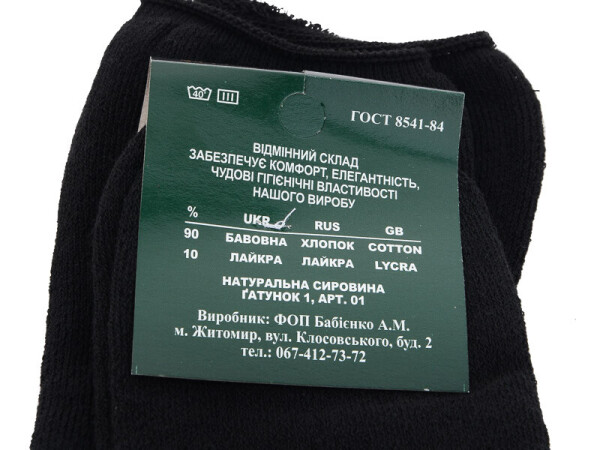 40°
ГОСТ 8541-84
ВІДМІННИЙ СКЛАД
ЗАБЕЗПЕЧУЄ КОМФОРТ, ЕЛЕГАНТНІСТЬ,
ЧУДОВІ ГІГІЄНІЧНІ ВЛАСТИВОСТІ
НАШОГО ВИРОБУ
% UKR RUS GB
90 БАВОВНА ХЛОПОК COTTON
10 ЛАЙКРА ЛАЙКРА LYCRA
НАТУРАЛЬНА СИРОВИНА
ҐАТУНОК 1, АРТ. 01
Виробник: ФОП Бабієнко А.М.
м. Житомир, вул. Клосовського, буд. 2
тел.: 067-412-73-72